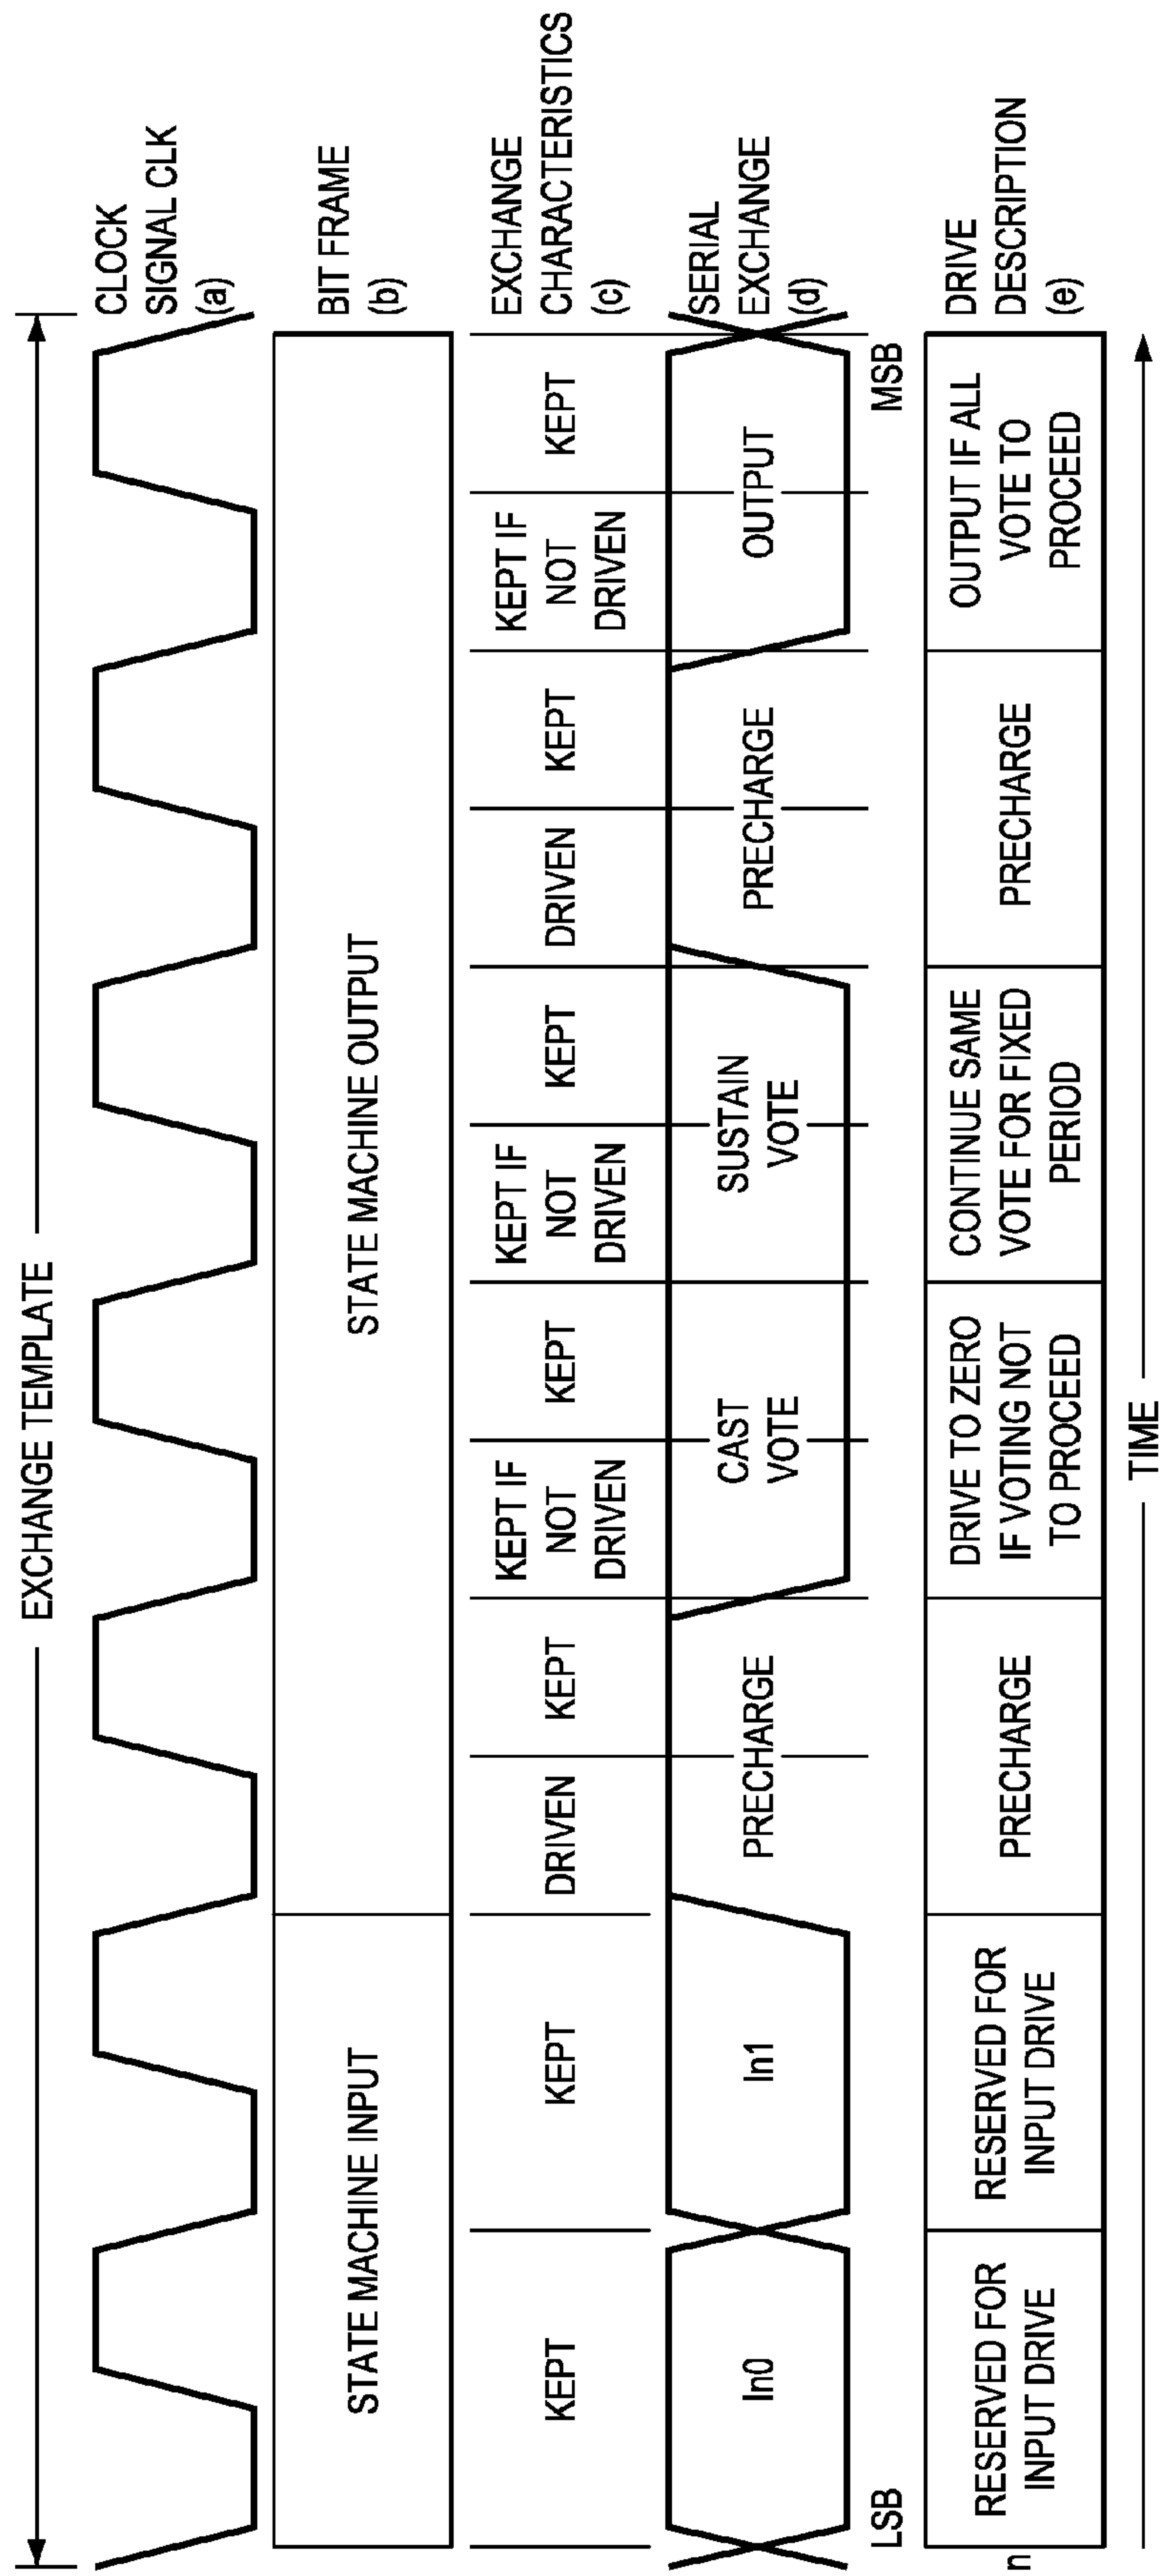 EXCHANGE TEMPLATE
CLOCK
SIGNAL CLK
(a)
STATE MACHINE INPUT
STATE MACHINE OUTPUT
BIT FRAME
(b)
KEPT
KEPT
DRIVEN
KEPT
KEPT IF
NOT
DRIVEN
KEPT
KEPT IF
NOT
DRIVEN
KEPT
DRIVEN
KEPT
KEPT IF
NOT
DRIVEN
KEPT
EXCHANGE
CHARACTERISTICS
(c)
In0
In1
PRECHARGE
CAST
VOTE
SUSTAIN
VOTE
PRECHARGE
OUTPUT
SERIAL
EXCHANGE
(d)
LSB
MSB
n
RESERVED FOR
INPUT DRIVE
RESERVED FOR
INPUT DRIVE
PRECHARGE
DRIVE TO ZERO
IF VOTING NOT
TO PROCEED
CONTINUE SAME
VOTE FOR FIXED
PERIOD
PRECHARGE
OUTPUT IF ALL
VOTE TO
PROCEED
DRIVE
DESCRIPTION
(e)
TIME